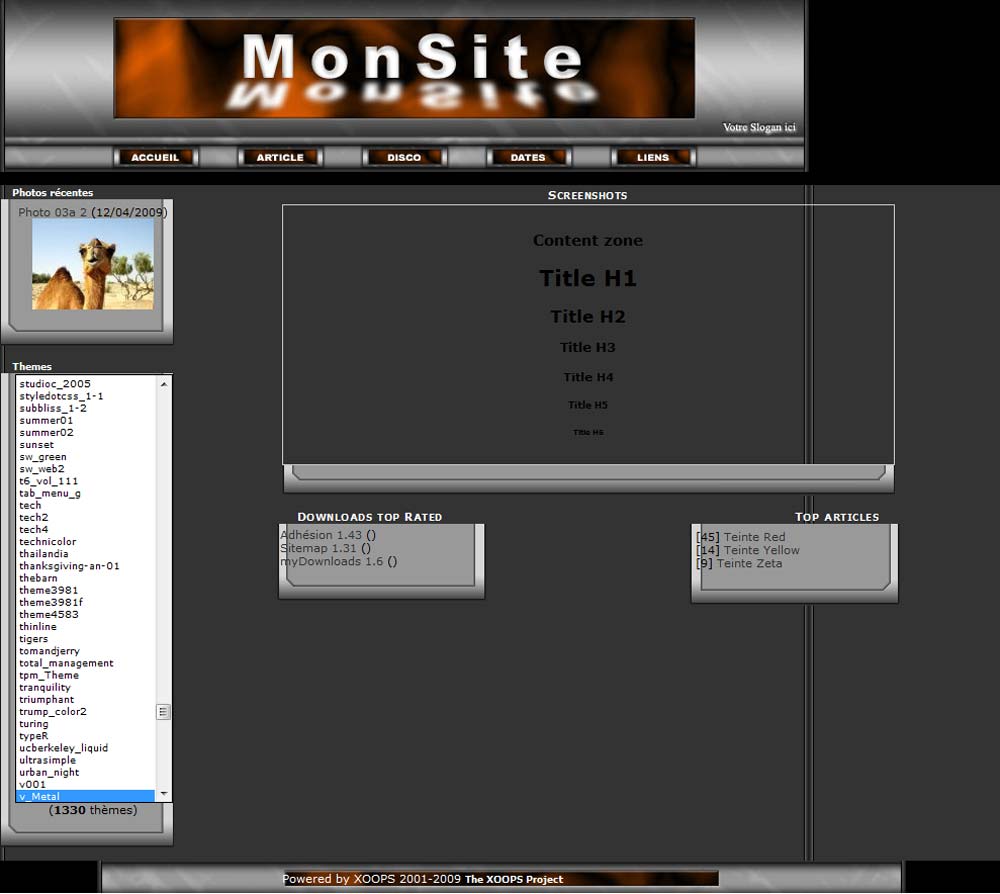 MonSite
Votre Slogan ici
ACCUEIL ARTICLE DISCO DATES LIENS
Photos récentes
Photo 03a 2 (12/04/2009)
Themes
studioc_2005
styledotcss_1-1
subbliss_1-2
summer01
summer02
sunset
sw_green
sw_web2
t6_vol_111
tab_menu_g
tech
tech2
tech4
technicolor
thailandia
thanksgiving-an-01
thebarn
theme3981
theme3981f
theme4583
thinline
tigers
tomandjerry
total_management
tpm_Theme
tranquility
triumphant
trump_color2
turing
typeR
ucberkeley_liquid
ultrasimple
urban_night
v001
v_Metal
(1330 thèmes)
Screenshots
Content zone
Title H1
Title H2
Title H3
Title H4
Title H5
Title H6
Downloads top Rated
Adhésion 1.43 ()
Sitemap 1.31 ()
myDownloads 1.6 ()
Top articles
[45] Teinte Red
[14] Teinte Yellow
[9] Teinte Zeta
Powered by XOOPS 2001-2009 The XOOPS Project